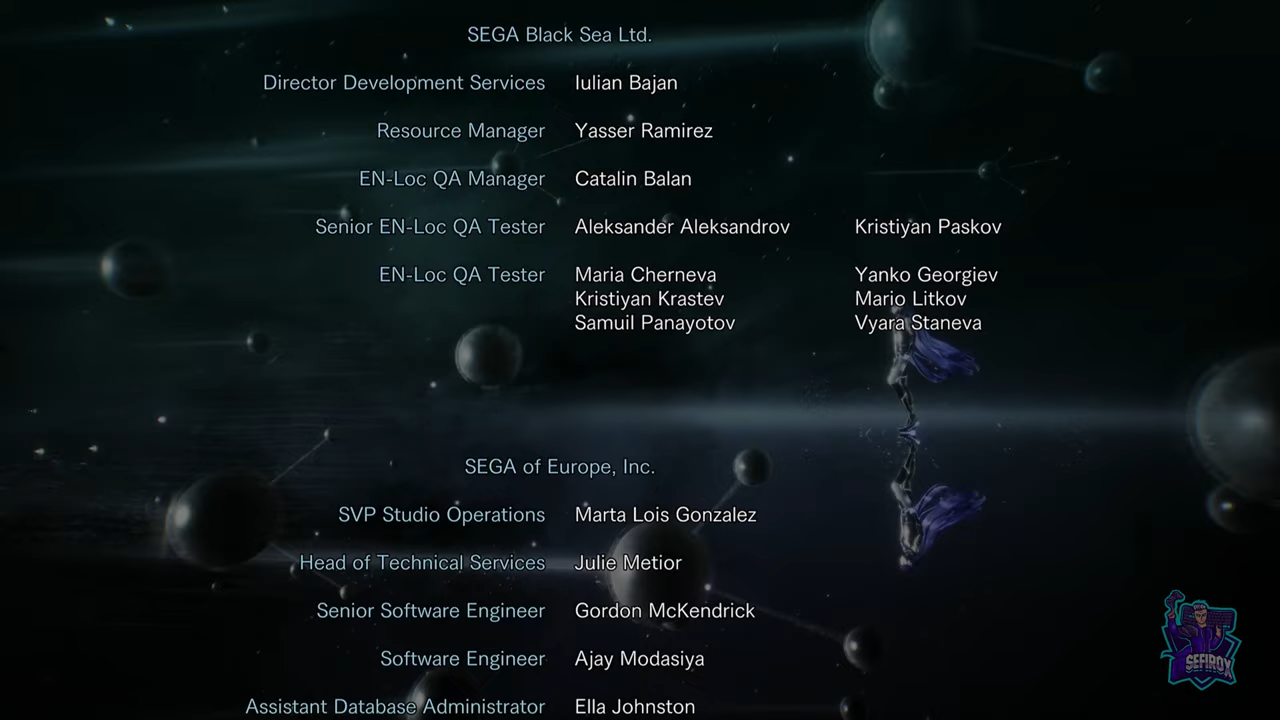 SEGA Black Sea Ltd.
Director Development Services Iulian Bajan
Resource Manager Yasser Ramirez
EN-Loc QA Manager Catalin Balan
Senior EN-Loc QA Tester Aleksander Aleksandrov Kristiyan Paskov
EN-Loc QA Tester Maria Cherneva Yanko Georgiev
Kristiyan Krastev Mario Litkov
Samuil Panayotov Vyara Staneva
SEGA of Europe, Inc.
SVP Studio Operations Marta Lois Gonzalez
Head of Technical Services Julie Metior
Senior Software Engineer Gordon McKendrick
Software Engineer Ajay Modasiya
Assistant Database Administrator Ella Johnston
SEFIROX